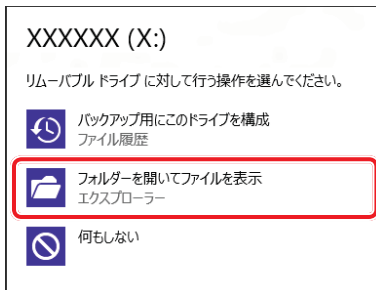 XXXXXX (X:)
リムーバブル ドライブ に対して行う操作を選んでください。
バックアップ用にこのドライブを構成
ファイル履歴
フォルダーを開いてファイルを表示
エクスプローラー
何もしない